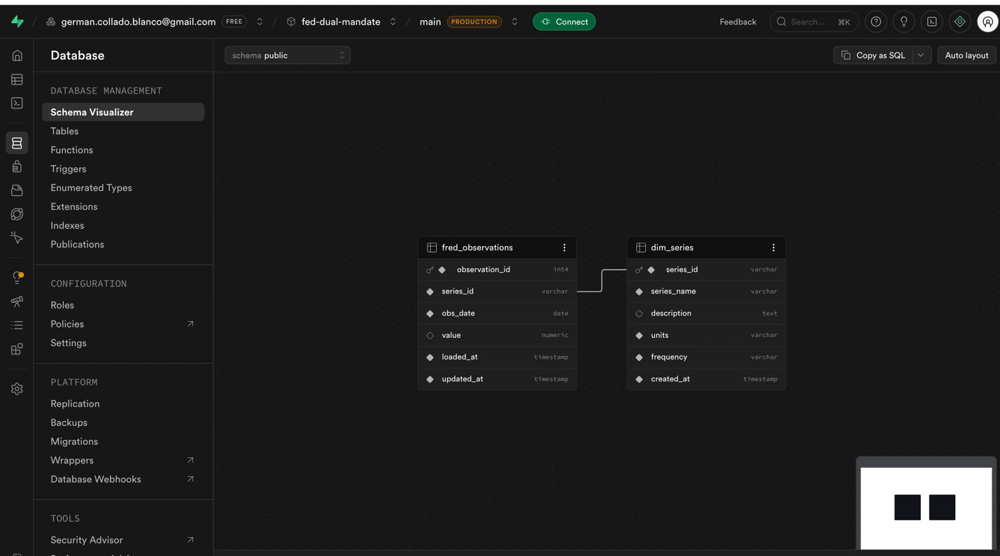 german.collado.blanco@gmail.com FREE / fed-dual-mandate / main PRODUCTION Connect Feedback Search... ⌘K
Database
schema public
Copy as SQL
Auto layout
DATABASE MANAGEMENT
Schema Visualizer
Tables
Functions
Triggers
Enumerated Types
Extensions
Indexes
Publications
CONFIGURATION
Roles
Policies
Settings
PLATFORM
Replication
Backups
Migrations
Wrappers
Database Webhooks
TOOLS
Security Advisor
fred_observations
observation_id int4
series_id varchar
obs_date date
value numeric
loaded_at timestamp
updated_at timestamp
dim_series
series_id varchar
series_name varchar
description text
units varchar
frequency varchar
created_at timestamp